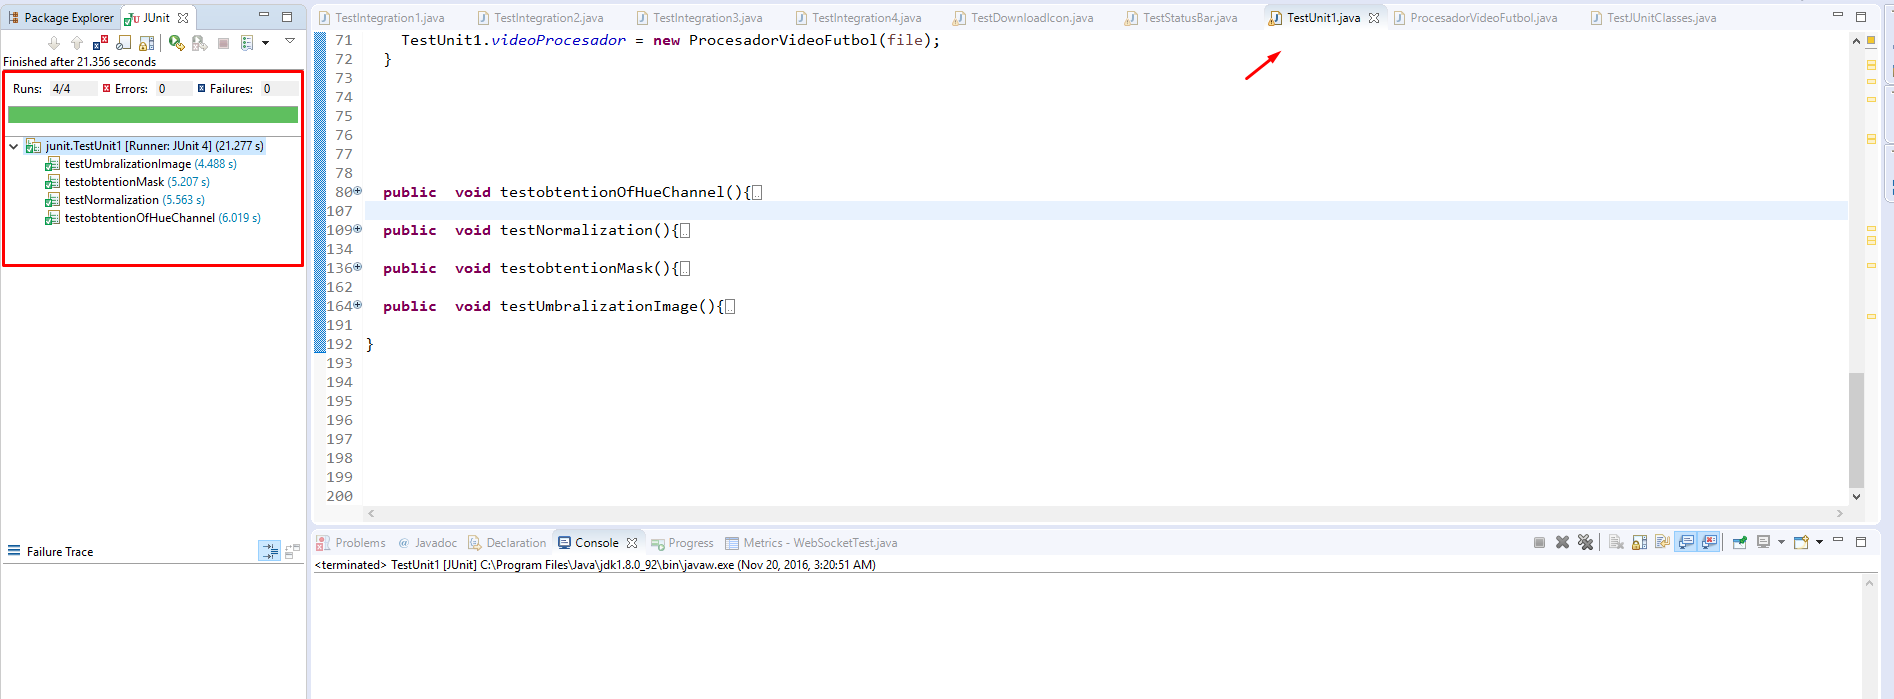 Package Explorer
JUnit
Finished after 21.356 seconds
Runs: 4/4 Errors: 0 Failures: 0
junit.TestUnit1 [Runner: JUnit 4] (21.277 s)
testUmbralizationImage (4.488 s)
testobtentionMask (5.207 s)
testNormalization (5.563 s)
testobtentionOfHueChannel (6.019 s)
Failure Trace
TestIntegration1.java TestIntegration2.java TestIntegration3.java TestIntegration4.java TestDownloadIcon.java TestStatusBar.java TestUnit1.java ProcesadorVideoFutbol.java TestJUnitClasses.java
71 TestUnit1.videoProcesador = new ProcesadorVideoFutbol(file);
72 }
73
74
75
76
77
78
80 public void testobtentionOfHueChannel(){
107
109 public void testNormalization(){
134
136 public void testobtentionMask(){
162
164 public void testUmbralizationImage(){
191
192 }
193
194
195
196
197
198
199
200
Problems @ Javadoc Declaration Console Progress Metrics - WebSocketTest.java
<terminated> TestUnit1 [JUnit] C:\Program Files\Java\jdk1.8.0_92\bin\javaw.exe (Nov 20, 2016, 3:20:51 AM)